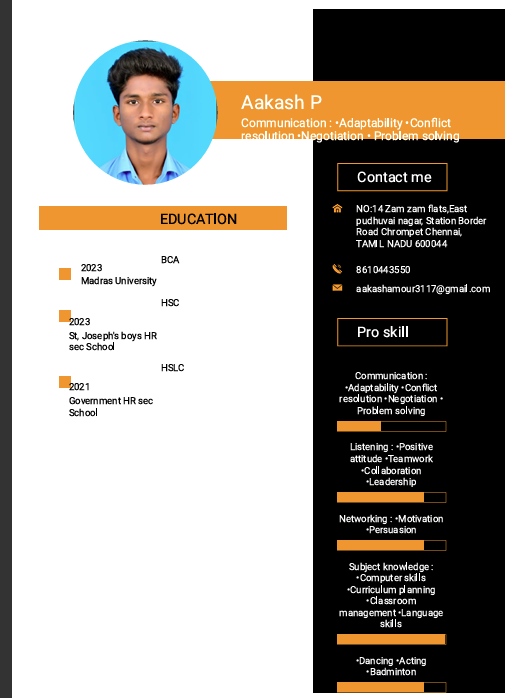 Aakash P
Communication : •Adaptability •Conflict
resolution •Negotiation • Problem solving
EDUCATION
BCA
2023
Madras University
HSC
2023
St, Joseph's boys HR
sec School
HSLC
2021
Government HR sec
School
Contact me
NO:14 Zam zam flats,East
pudhuvai nagar, Station Border
Road Chrompet Chennai,
TAMIL NADU 600044
8610443550
aakashamour3117@gmail.com
Pro skill
Communication :
•Adaptability •Conflict
resolution •Negotiation •
Problem solving
Listening : •Positive
attitude •Teamwork
•Collaboration
•Leadership
Networking : •Motivation
•Persuasion
Subject knowledge :
•Computer skills
•Curriculum planning
•Classroom
management •Language
skills
•Dancing •Acting
•Badminton